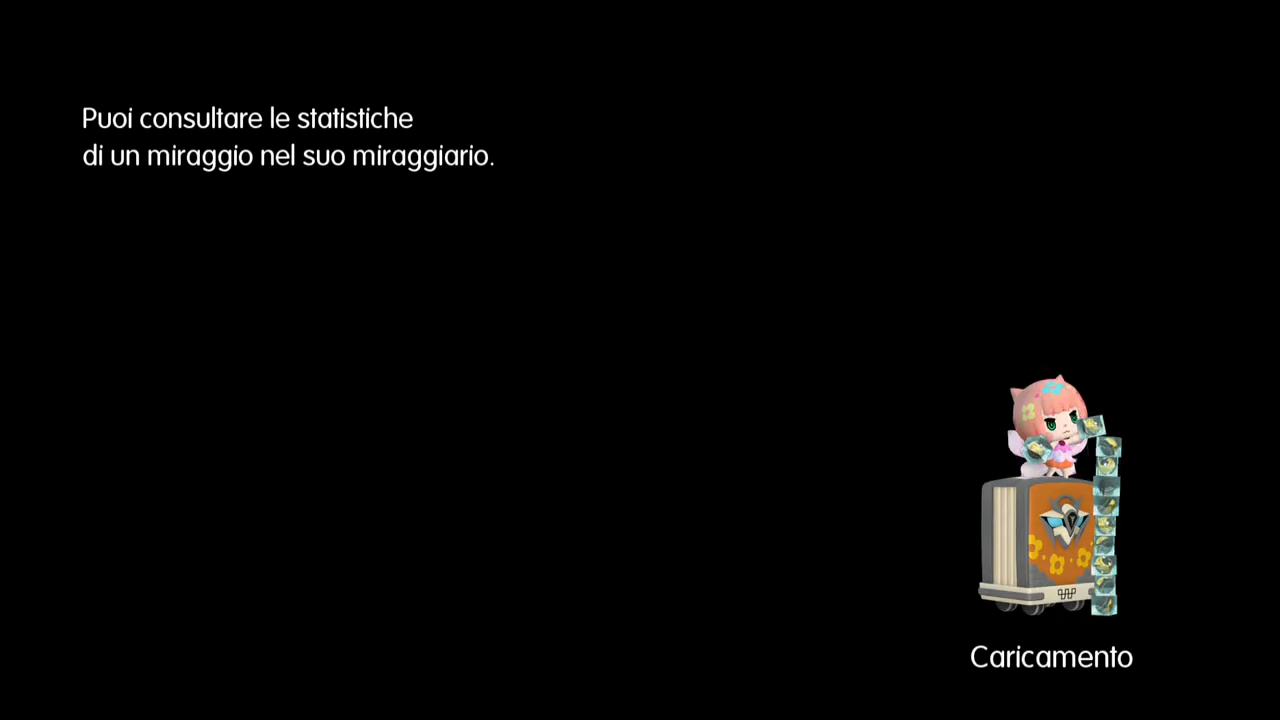 Puoi consultare le statistiche
di un miraggio nel suo miraggiario.
Caricamento